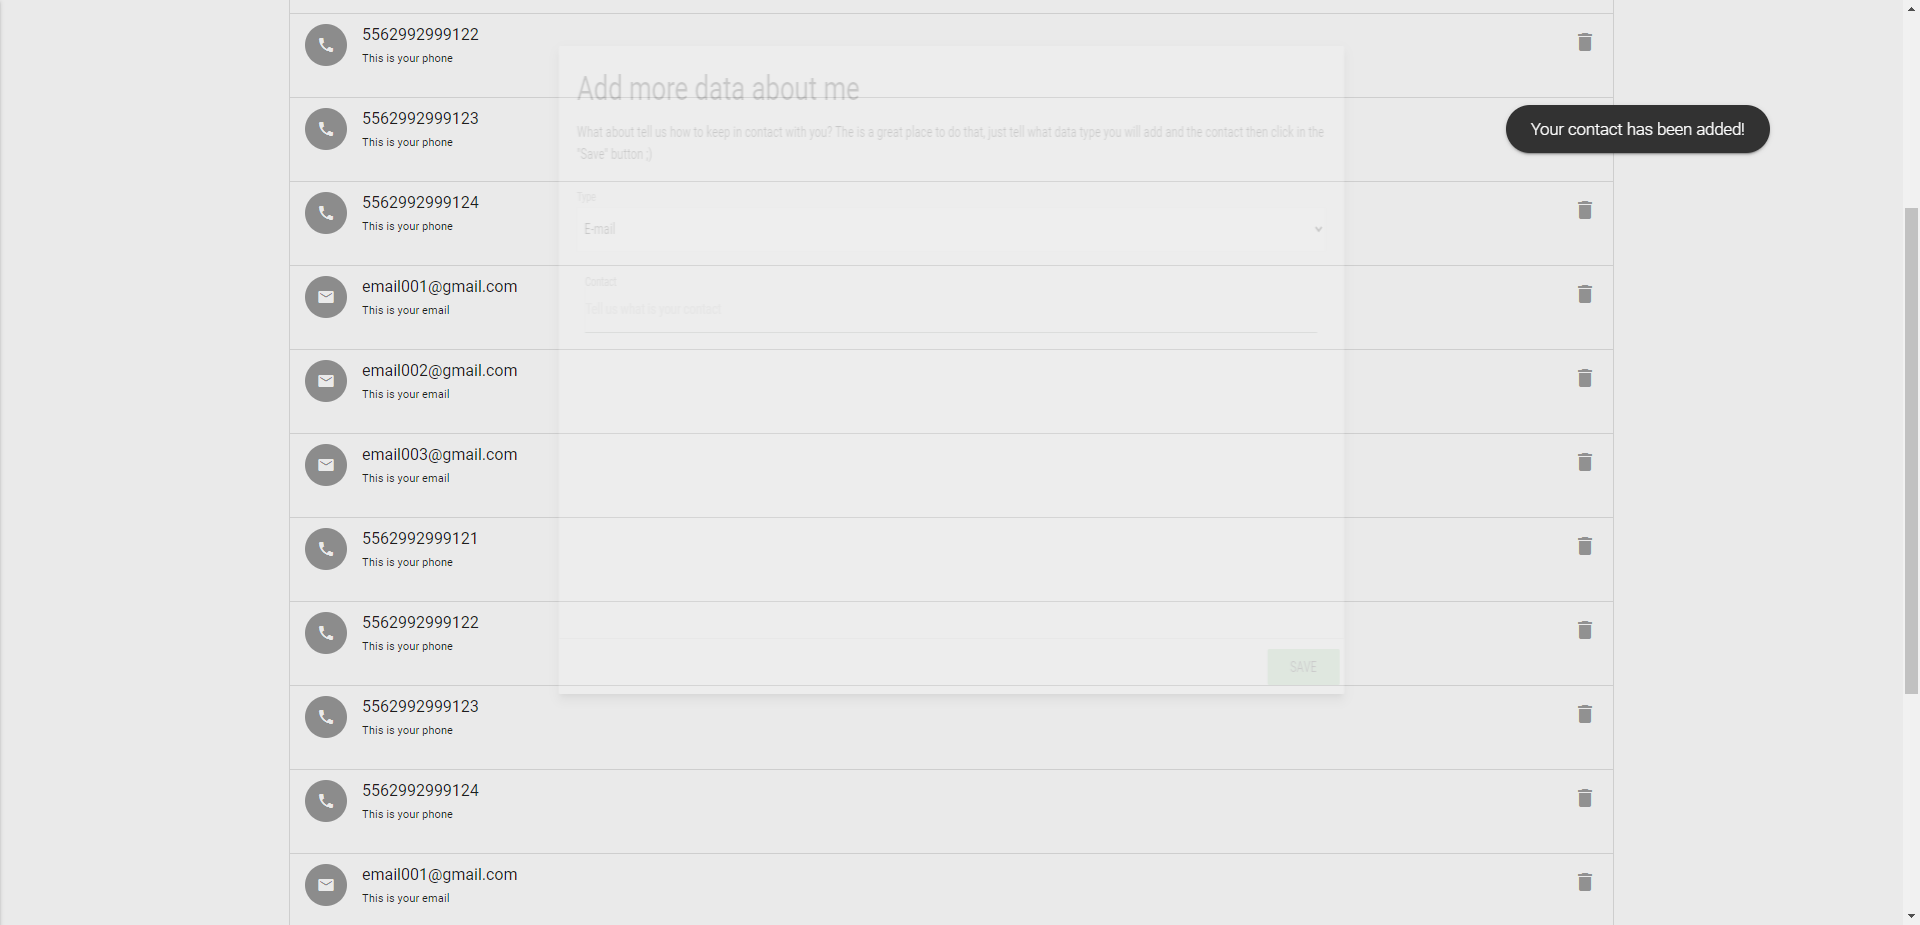 5562992999122
This is your phone
Add more data about me
5562992999123
This is your phone
What about tell us how to keep in contact with you? The is a great place to do that, just tell what data type you will add and the contact then click in the
"Save" button ;)
Your contact has been added!
Type
5562992999124
This is your phone
E-mail
Contact
email001@gmail.com
This is your email
Tell us what is your contact
email002@gmail.com
This is your email
email003@gmail.com
This is your email
5562992999121
This is your phone
5562992999122
This is your phone
SAVE
5562992999123
This is your phone
5562992999124
This is your phone
email001@gmail.com
This is your email